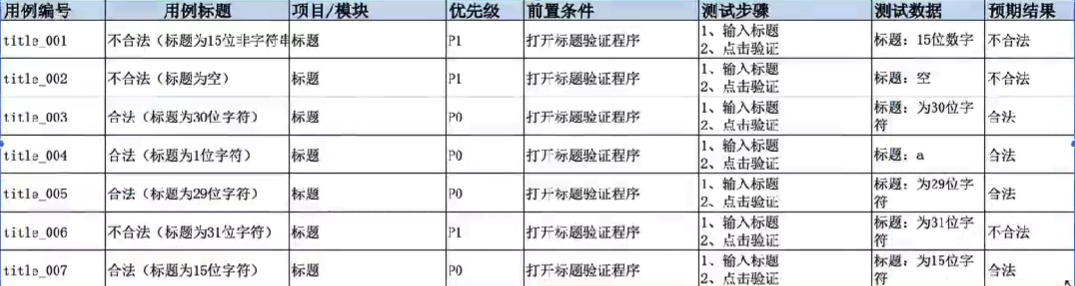 用例编号 用例标题 项目/模块 优先级 前置条件 测试步骤 测试数据 预期结果
title_001 不合法（标题为15位非字符串 标题 P1 打开标题验证程序 1、输入标题 2、点击验证 标题：15位数字 不合法
title_002 不合法（标题为空） 标题 P1 打开标题验证程序 1、输入标题 2、点击验证 标题：空 不合法
title_003 合法（标题为30位字符） 标题 P0 打开标题验证程序 1、输入标题 2、点击验证 标题：为30位字符 合法
title_004 合法（标题为1位字符） 标题 P0 打开标题验证程序 1、输入标题 2、点击验证 标题：a 合法
title_005 合法（标题为29位字符） 标题 P0 打开标题验证程序 1、输入标题 2、点击验证 标题：为29位字符 合法
title_006 不合法（标题为31位字符） 标题 P1 打开标题验证程序 1、输入标题 2、点击验证 标题：为31位字符 不合法
title_007 合法（标题为15位字符） 标题 P0 打开标题验证程序 1、输入标题 2、点击验证 标题：为15位字符 合法